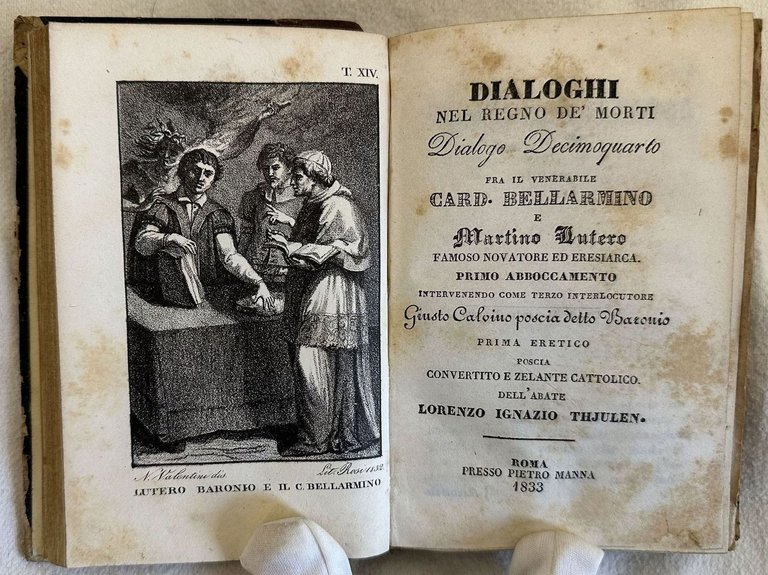 T. XIV.
N. Valentini dis.
Lit. Rosi 1832
LUTERO BARONIO E IL C. BELLARMINO
DIALOGHI
NEL REGNO DE' MORTI
Dialogo Decimoquarto
FRA IL VENERABILE
CARD. BELLARMINO
E
Martino Lutero
FAMOSO NOVATORE ED ERESIARCA.
PRIMO ABBOCCAMENTO
INTERVENENDO COME TERZO INTERLOCUTORE
Giusto Calvino poscia detto Baronio
PRIMA ERETICO
POSCIA
CONVERTITO E ZELANTE CATTOLICO.
DELL'ABATE
LORENZO IGNAZIO THJULEN.
ROMA
PRESSO PIETRO MANNA
1833